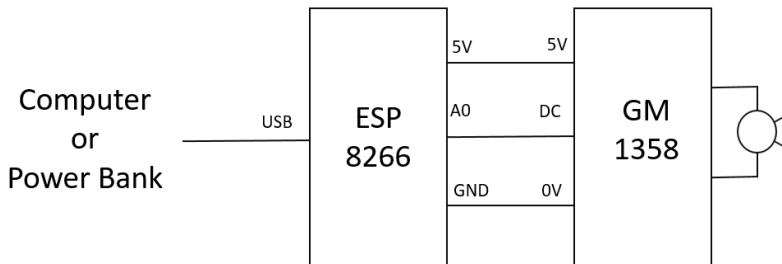 Computer
or
Power Bank
USB
ESP
8266
5V
A0
GND
5V
DC
0V
GM
1358